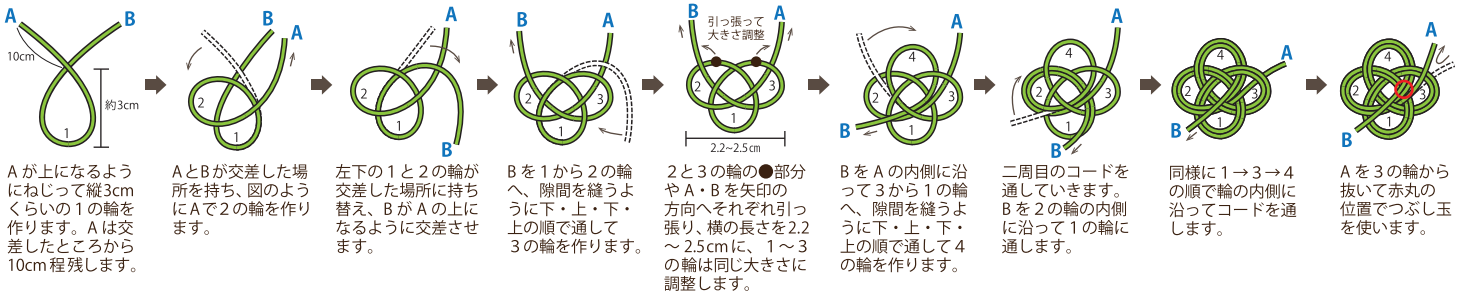 A
B
10cm
約3cm
1
Aが上になるよう
にねじって縦3cm
くらいの1の輪を
作ります。Aは交
差したところから
10cm程残します。
B
A
2
1
AとBが交差した場
所を持ち、図のよう
にAで2の輪を作り
ます。
A
2
1
B
左下の1と2の輪が
交差した場所に持ち
替え、BがAの上に
なるように交差させ
ます。
B
A
2
3
1
Bを1から2の輪
へ、隙間を縫うよ
うに下・上・下・
上の順で通して
3の輪を作ります。
B
引っ張って
大きさ調整
A
2
3
1
2.2~2.5cm
2と3の輪の●部分
やA・Bを矢印の
方向へそれぞれ引っ
張り、横の長さを2.2
～2.5cmに、1～3
の輪は同じ大きさに
調整します。
A
4
2
3
B
1
BをAの内側に沿
って3から1の輪
へ、隙間を縫うよ
うに下・上・下・
上の順で通して4
の輪を作ります。
A
4
2
3
1
B
二周目のコードを
通していきます。
Bを2の輪の内側
に沿って1の輪に
通します。
A
4
2
3
1
B
同様に1→3→4
の順で輪の内側に
沿ってコードを通
します。
A
4
2
3
1
B
Aを3の輪から
抜いて赤丸の
位置でつぶし玉
を使います。